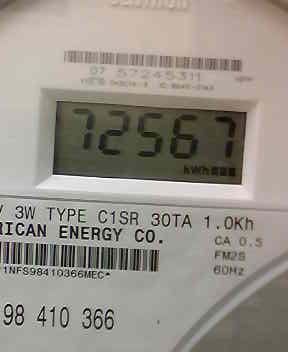 07 57245311
72567
kWh
V 3W TYPE C1SR 30TA 1.0Kh
RICAN ENERGY CO.
CA 0.5
FM2S
60Hz
1NFS98410366MEC*
98 410 366